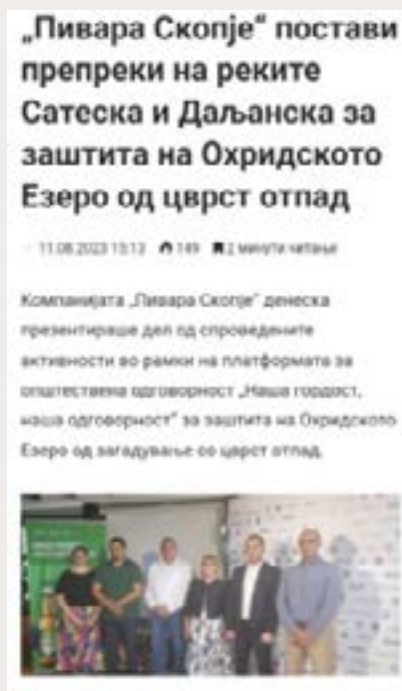 „Пивара Скопје“ постави
препреки на реките
Сатеска и Даљанска за
заштита на Охридското
Езеро од цврст отпад
11.08.2023 13:13 149 2 минути читање
Компанијата „Пивара Скопје“ денеска
презентираше дел од спроведените
активности во рамки на платформата за
општествена одговорност „Наша гордост,
наша одговорност“ за заштита на Охридското
Езеро од загадување со цврст отпад.